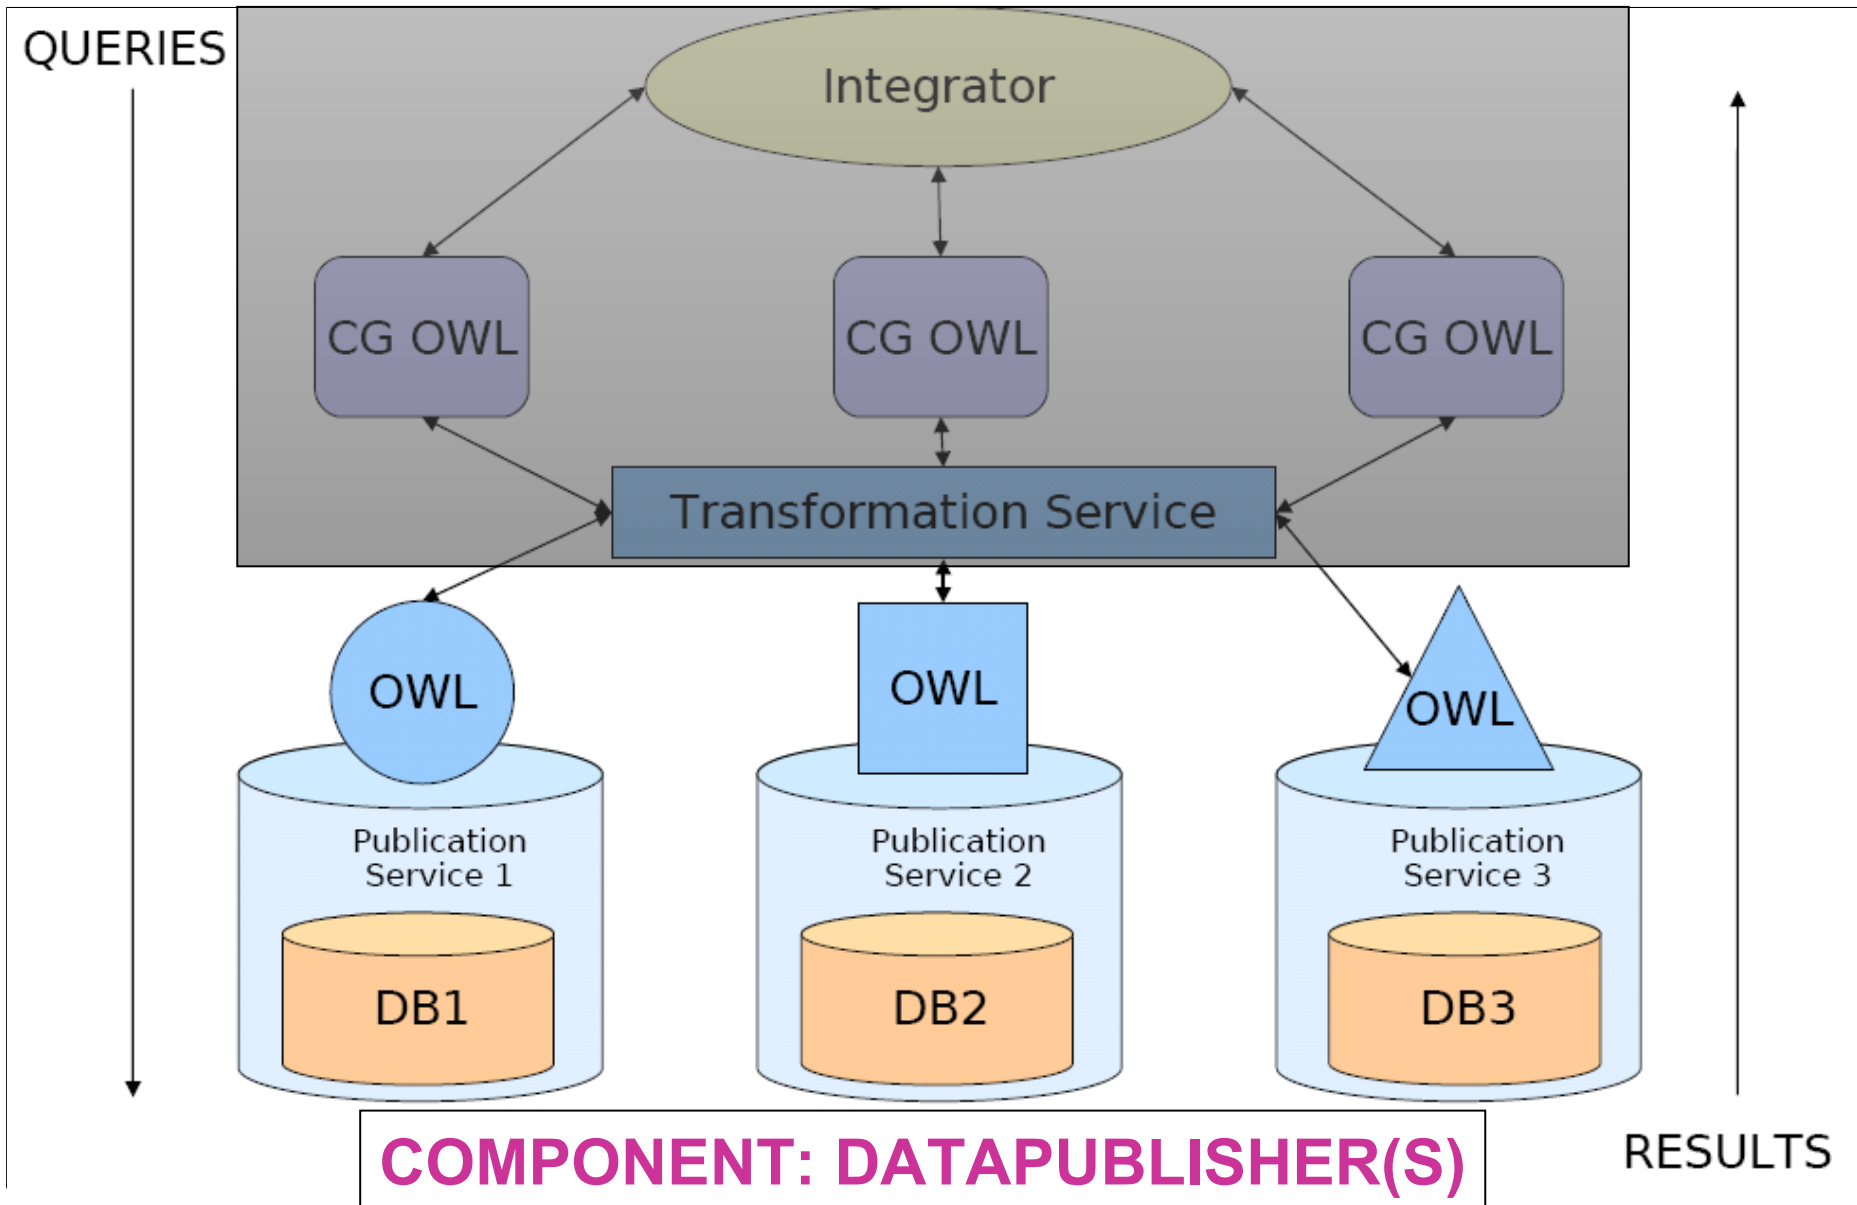 QUERIES
Integrator
CG OWL
CG OWL
CG OWL
Transformation Service
OWL
OWL
OWL
Publication
Service 1
Publication
Service 2
Publication
Service 3
DB1
DB2
DB3
COMPONENT: DATAPUBLISHER(S)
RESULTS